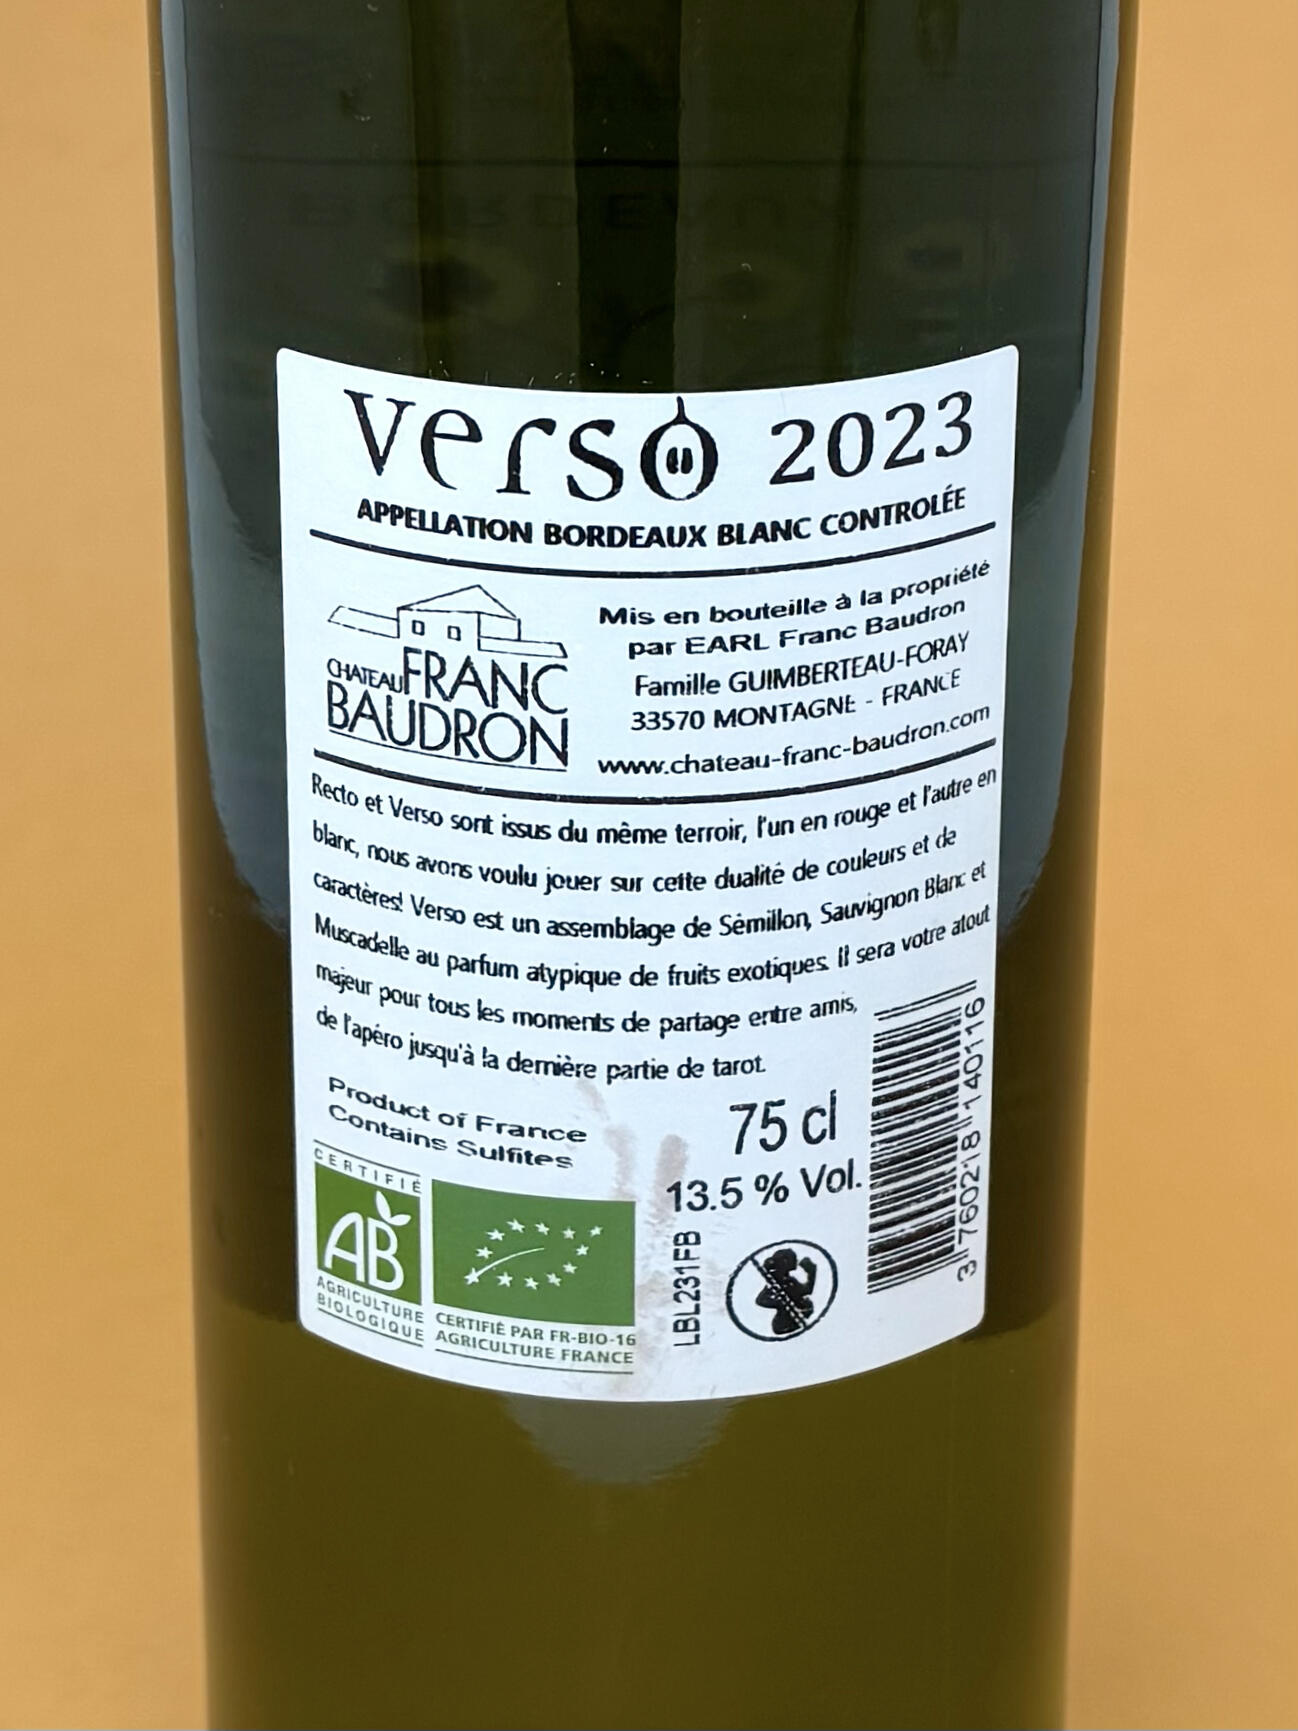 verso 2023
APPELLATION BORDEAUX BLANC CONTROLÉE
CHATEAU FRANC
BAUDRON
Mis en bouteille à la propriété
par EARL Franc Baudron
Famille GUIMBERTEAU-FORAY
33570 MONTAGNE - FRANCE
www.chateau-franc-baudron.com
Recto et Verso sont issus du même terroir, l'un en rouge et l'autre en
blanc, nous avons voulu jouer sur cette dualité de couleurs et de
caractères! Verso est un assemblage de Sémillon, Sauvignon Blanc et
Muscadelle au parfum atypique de fruits exotiques. Il sera votre atout
majeur pour tous les moments de partage entre amis,
de l'apéro jusqu'à la dernière partie de tarot.
Product of France
Contains Sulfites
75 cl
13.5 % Vol.
CERTIFIÉ
AB
AGRICULTURE
BIOLOGIQUE
CERTIFIÉ PAR FR-BIO-16
AGRICULTURE FRANCE
LBL231FB
3 760218 140116